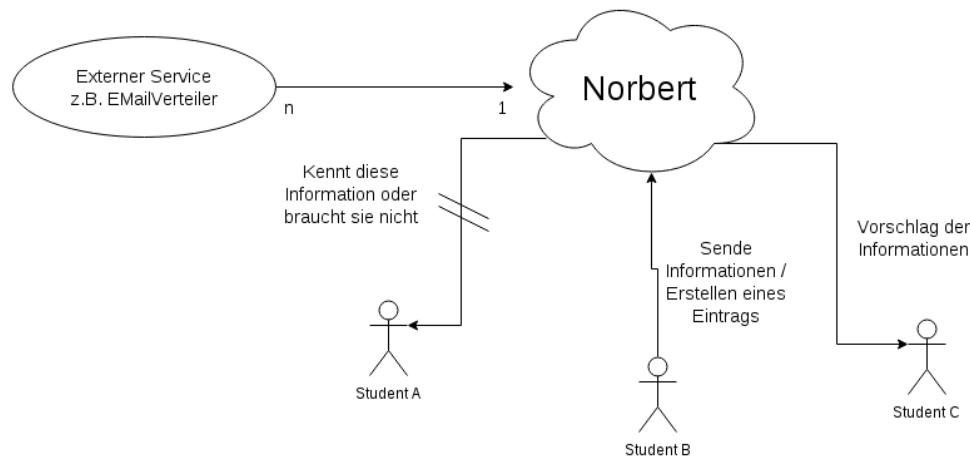 Externer Service
z.B. EMailVerteiler
n
1
Norbert
Kennt diese
Information oder
braucht sie nicht
Sende
Informationen /
Erstellen eines
Eintrags
Vorschlag der
Informationen
Student A
Student B
Student C